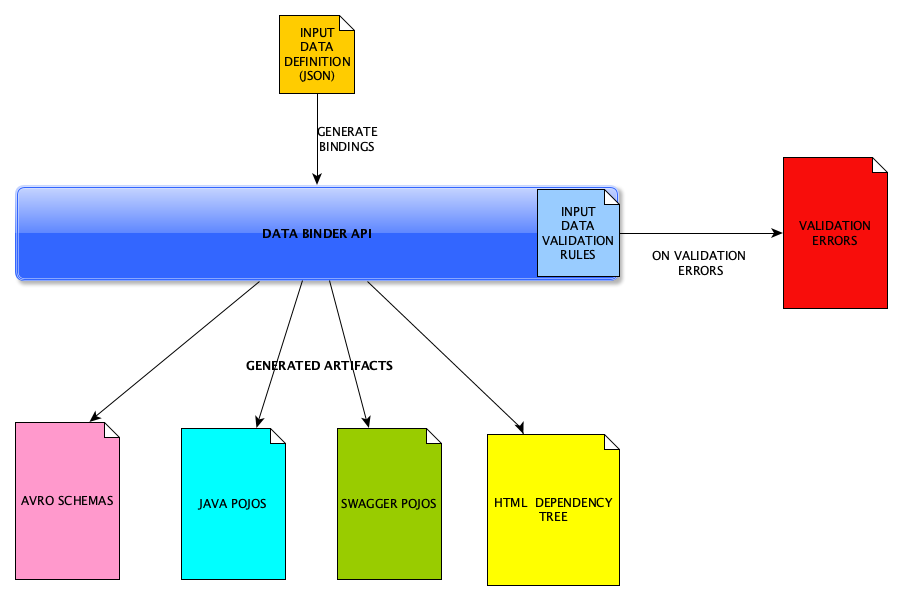 INPUT
DATA
DEFINITION
(JSON)
GENERATE
BINDINGS
DATA BINDER API
INPUT
DATA
VALIDATION
RULES
ON VALIDATION
ERRORS
VALIDATION
ERRORS
GENERATED ARTIFACTS
AVRO SCHEMAS
JAVA POJOS
SWAGGER POJOS
HTML DEPENDENCY
TREE